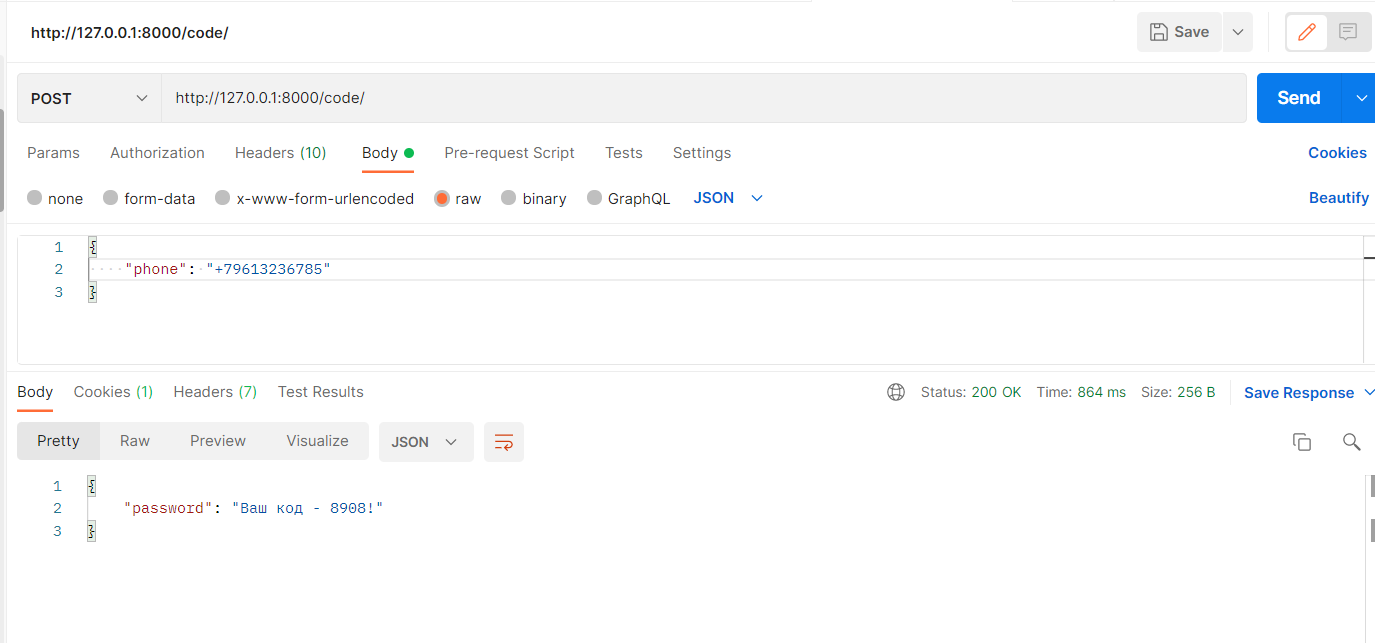 http://127.0.0.1:8000/code/
Save
POST http://127.0.0.1:8000/code/ Send
Params Authorization Headers (10) Body Pre-request Script Tests Settings Cookies
none form-data x-www-form-urlencoded raw binary GraphQL JSON Beautify
1 {
2 "phone": "+79613236785"
3 }
Body Cookies (1) Headers (7) Test Results Status: 200 OK Time: 864 ms Size: 256 B Save Response
Pretty Raw Preview Visualize JSON
1 {
2 "password": "Ваш код - 8908!"
3 }